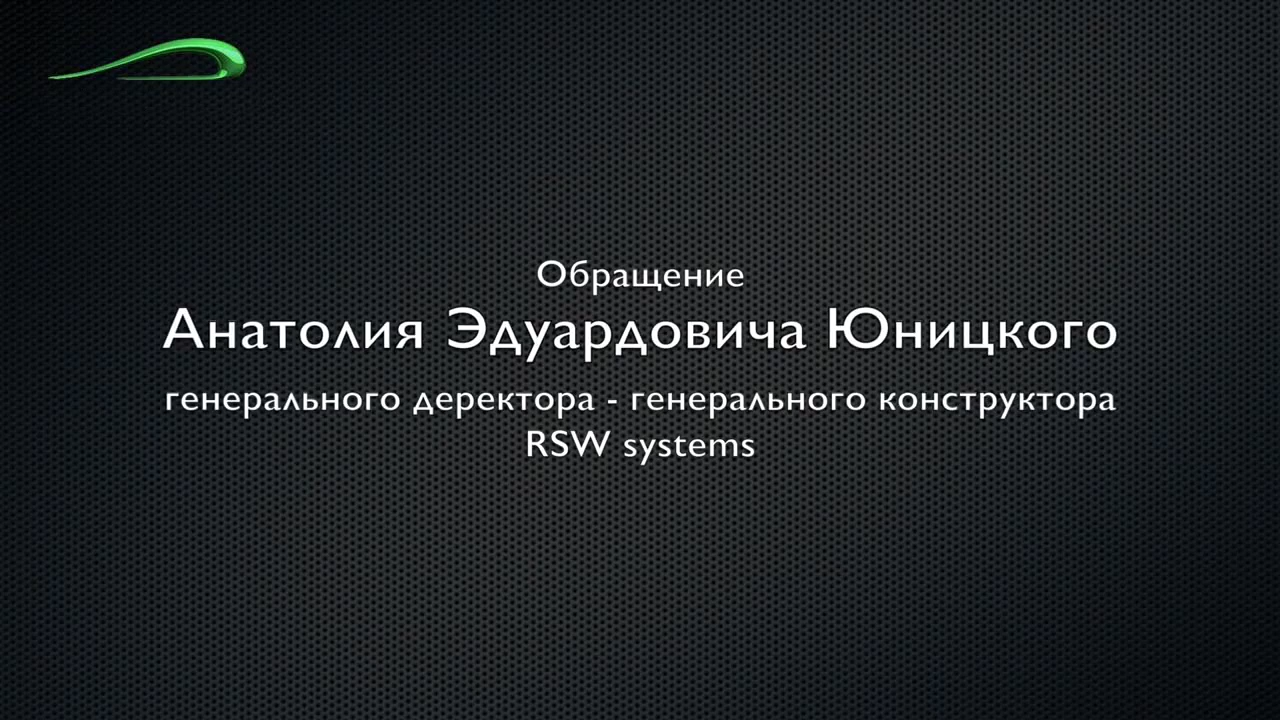 Обращение
Анатолия Эдуардовича Юницкого
генерального деректора - генерального конструктора
RSW systems